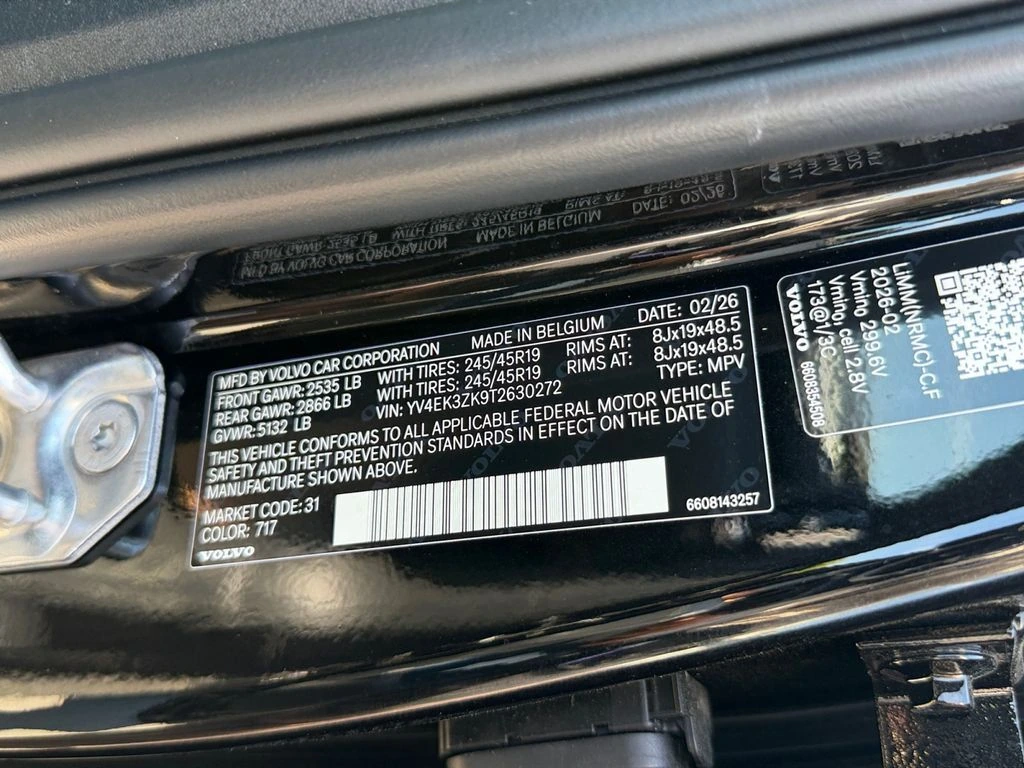 MFD BY VOLVO CAR CORPORATION MADE IN BELGIUM DATE: 02/26
FRONT GAWR: 2535 LB WITH TIRES: 245/45R19 RIMS AT: 8Jx19x48.5
REAR GAWR: 2866 LB WITH TIRES: 245/45R19 RIMS AT: 8Jx19x48.5
GVWR: 5132 LB VIN: YV4EK3ZK9T2630272 TYPE: MPV
THIS VEHICLE CONFORMS TO ALL APPLICABLE FEDERAL MOTOR VEHICLE
SAFETY AND THEFT PREVENTION STANDARDS IN EFFECT ON THE DATE OF
MANUFACTURE SHOWN ABOVE.
MARKET CODE: 31
COLOR: 717
VOLVO
6608143257
LiMMM(NRMC)-C,F
2026-02
Vmino 299.6V
Vmino, cell 2.8V
173@1/3C
VOLVO 6608354508